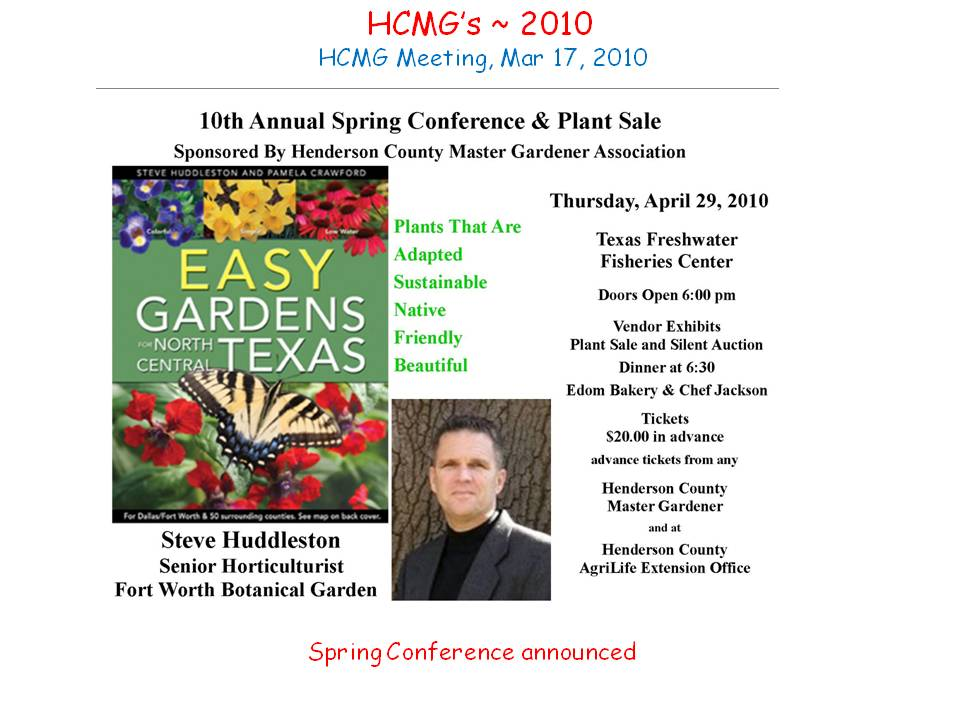 HCMG's ~ 2010
HCMG Meeting, Mar 17, 2010
10th Annual Spring Conference & Plant Sale
Sponsored By Henderson County Master Gardener Association
STEVE HUDDLESTON AND PAMELA CRAWFORD
Colorful
Simple
Low Water
EASY
GARDENS
FOR NORTH
CENTRAL TEXAS
For Dallas/Fort Worth & 50 surrounding counties. See map on back cover.
Steve Huddleston
Senior Horticulturist
Fort Worth Botanical Garden
Plants That Are
Adapted
Sustainable
Native
Friendly
Beautiful
Thursday, April 29, 2010
Texas Freshwater
Fisheries Center
Doors Open 6:00 pm
Vendor Exhibits
Plant Sale and Silent Auction
Dinner at 6:30
Edom Bakery & Chef Jackson
Tickets
$20.00 in advance
advance tickets from any
Henderson County
Master Gardener
and at
Henderson County
AgriLife Extension Office
Spring Conference announced